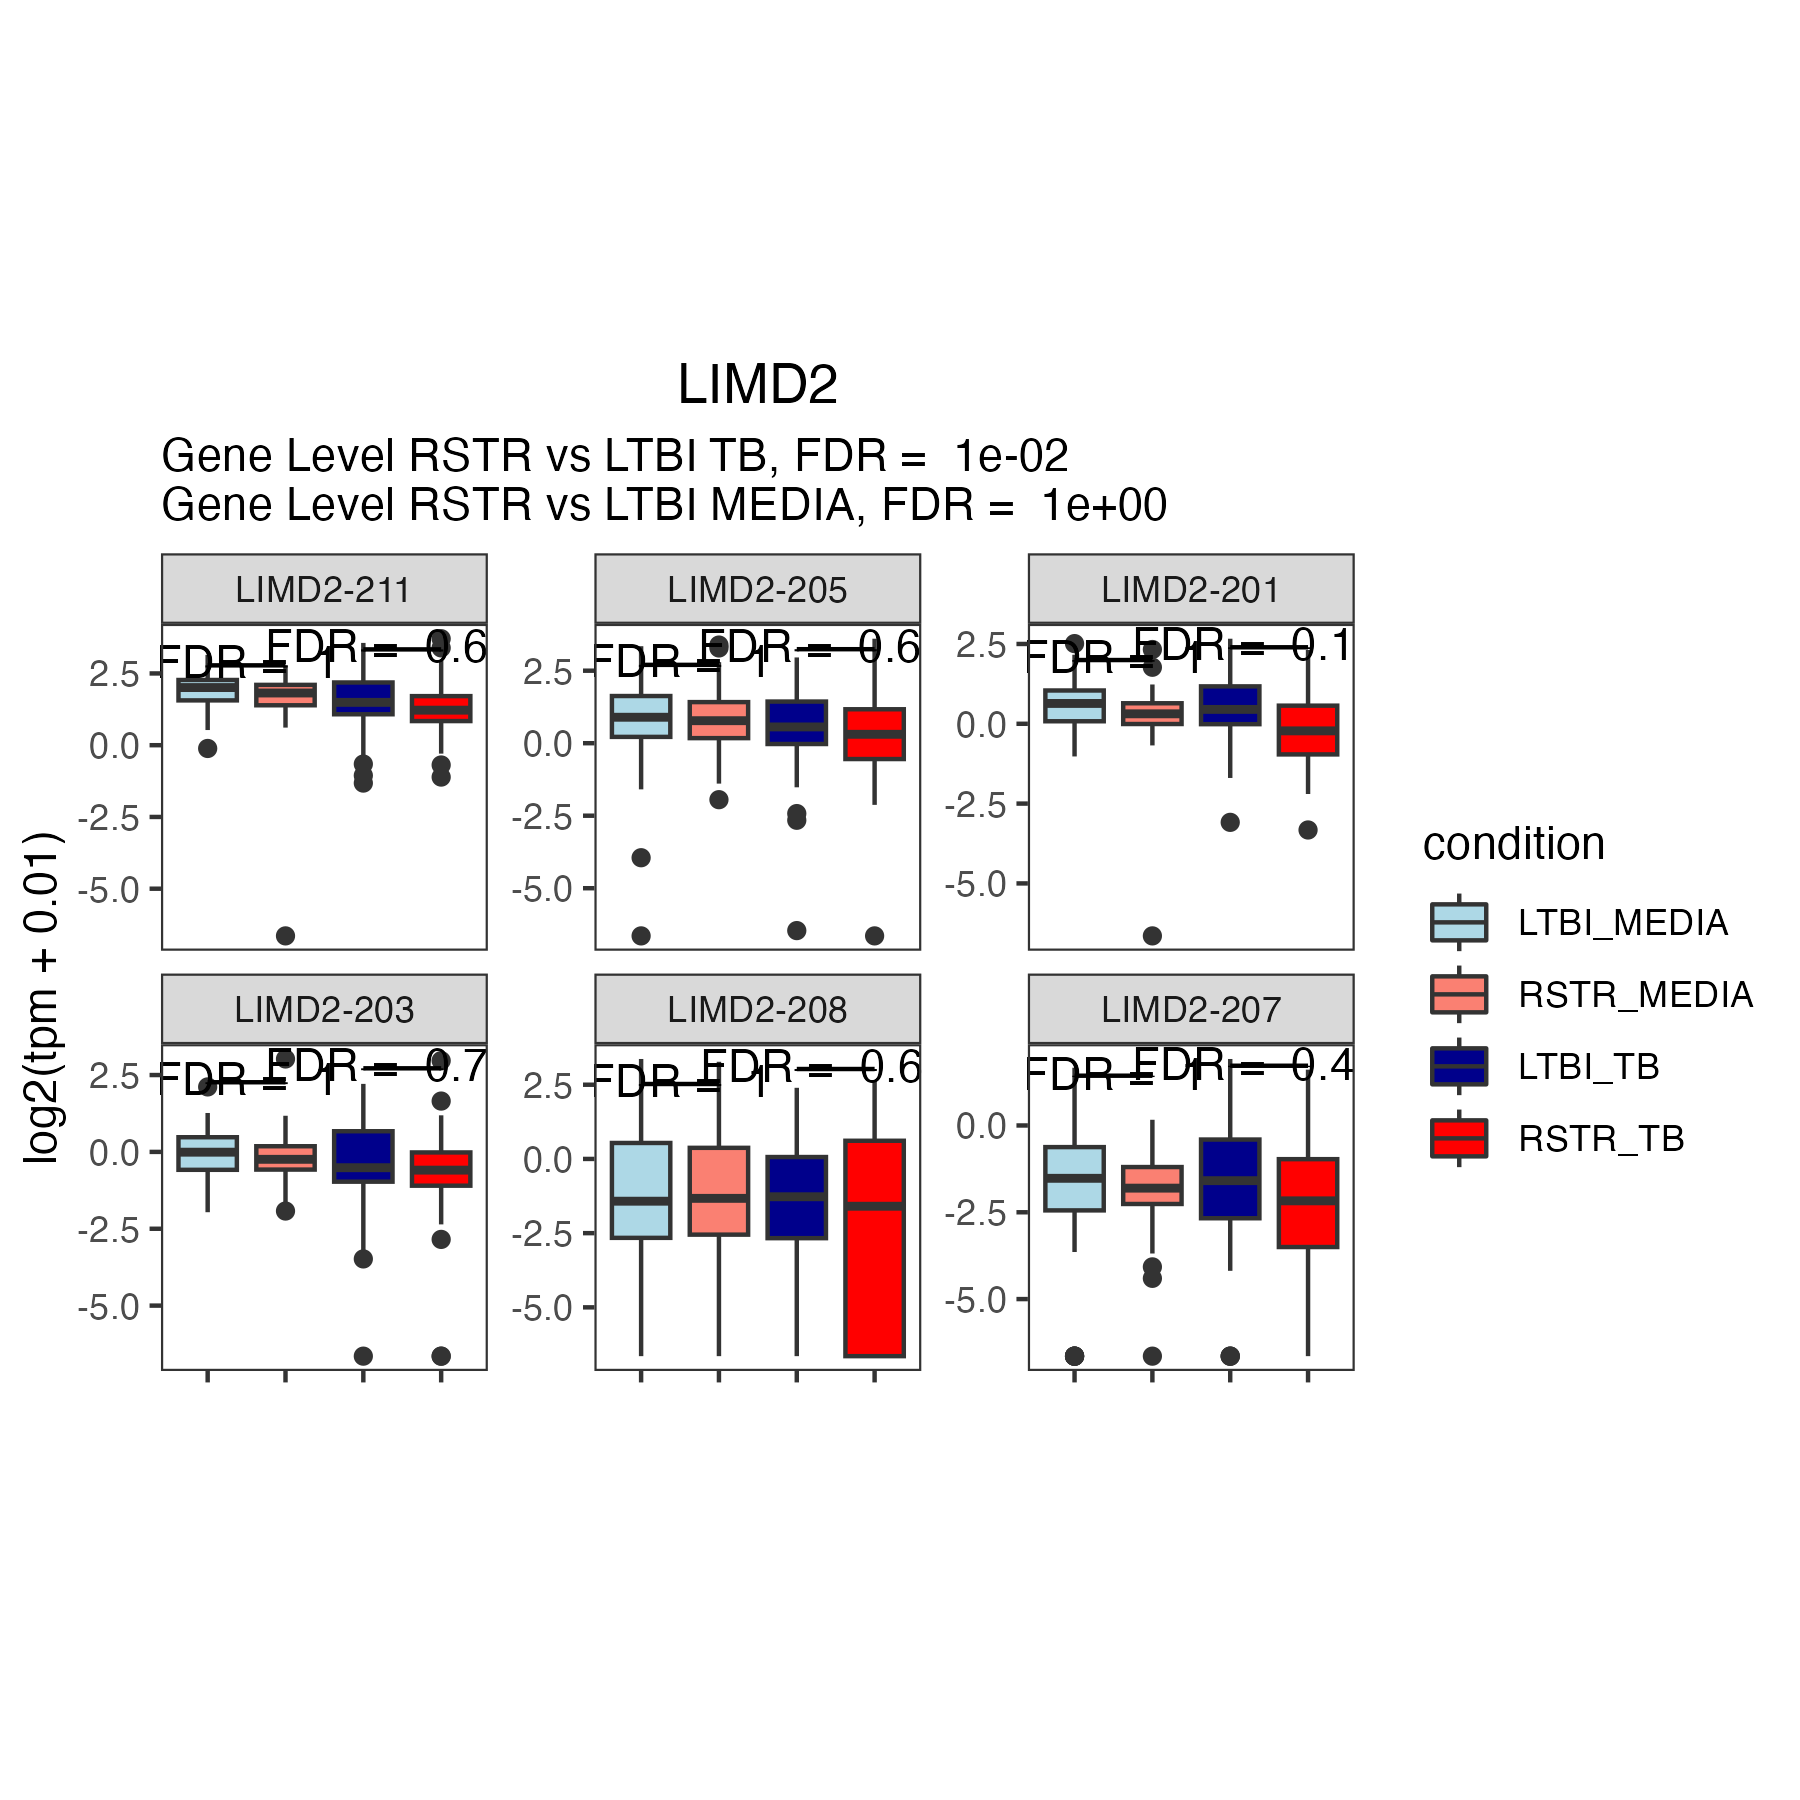 LIMD2
Gene Level RSTR vs LTBI TB, FDR = 1e-02
Gene Level RSTR vs LTBI MEDIA, FDR = 1e+00
log2(tpm + 0.01)
LIMD2-211
FDR = 1
FDR = 0.6
2.5
0.0
-2.5
-5.0
LIMD2-205
FDR = 1
FDR = 0.6
2.5
0.0
-2.5
-5.0
LIMD2-201
FDR = 1
FDR = 0.1
2.5
0.0
-2.5
-5.0
LIMD2-203
FDR = 1
FDR = 0.7
2.5
0.0
-2.5
-5.0
LIMD2-208
FDR = 1
FDR = 0.6
2.5
0.0
-2.5
-5.0
LIMD2-207
FDR = 1
FDR = 0.4
0.0
-2.5
-5.0
condition
LTBI_MEDIA
RSTR_MEDIA
LTBI_TB
RSTR_TB